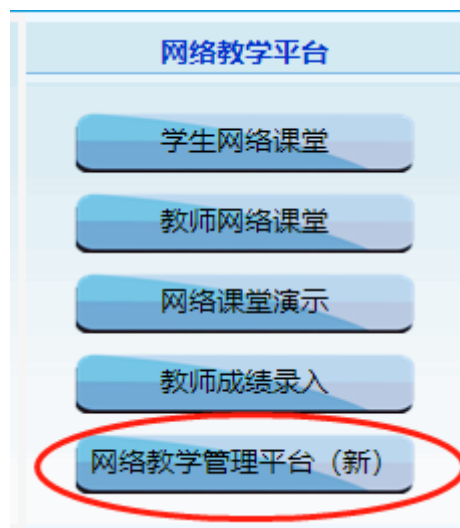 网络教学平台
学生网络课堂
教师网络课堂
网络课堂演示
教师成绩录入
网络教学管理平台（新）